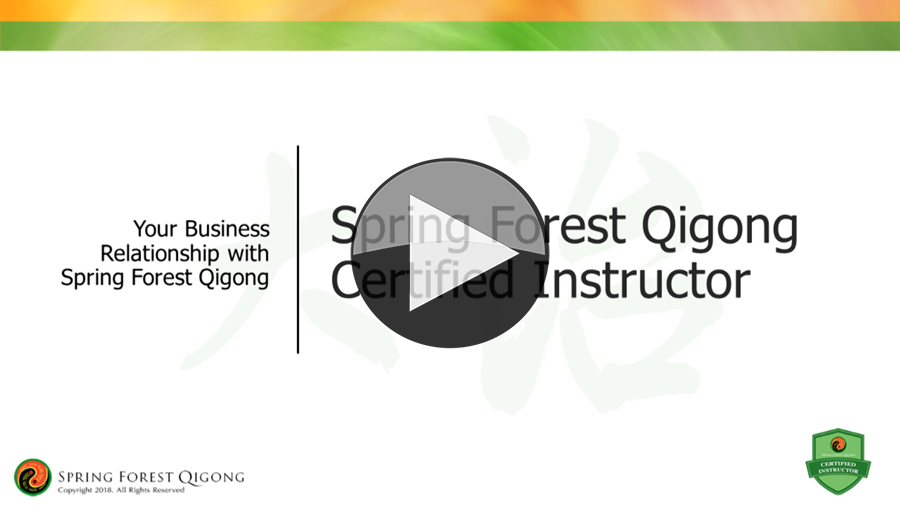 Your Business
Relationship with
Spring Forest Qigong
Spring Forest Qigong
Certified Instructor
SPRING FOREST QIGONG
Copyright 2018. All Rights Reserved
CERTIFIED
INSTRUCTOR